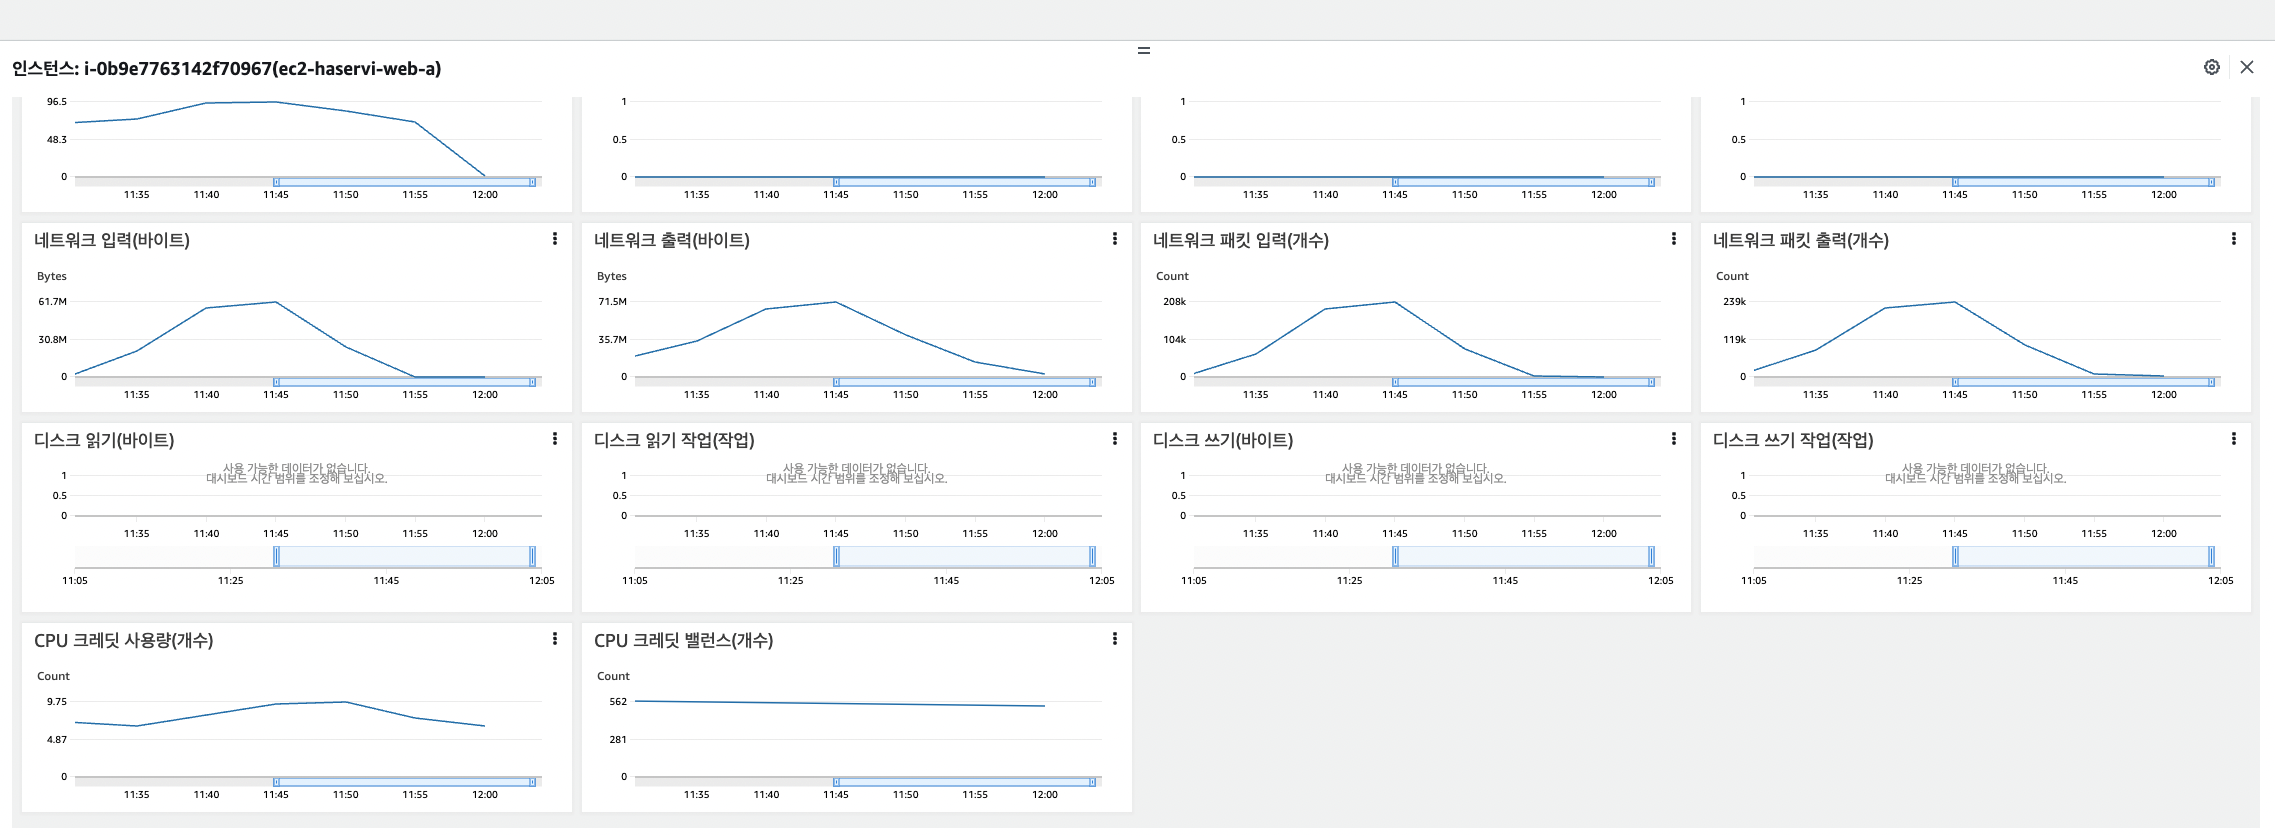 인스턴스: i-0b9e7763142f70967(ec2-haservi-web-a)
96.5
48.3
0
11:35 11:40 11:45 11:50 11:55 12:00
1
0.5
0
11:35 11:40 11:45 11:50 11:55 12:00
1
0.5
0
11:35 11:40 11:45 11:50 11:55 12:00
1
0.5
0
11:35 11:40 11:45 11:50 11:55 12:00
네트워크 입력(바이트)
Bytes
61.7M
30.8M
0
11:35 11:40 11:45 11:50 11:55 12:00
네트워크 출력(바이트)
Bytes
71.5M
35.7M
0
11:35 11:40 11:45 11:50 11:55 12:00
네트워크 패킷 입력(개수)
Count
208k
104k
0
11:35 11:40 11:45 11:50 11:55 12:00
네트워크 패킷 출력(개수)
Count
239k
119k
0
11:35 11:40 11:45 11:50 11:55 12:00
디스크 읽기(바이트)
사용 가능한 데이터가 없습니다.
대시보드 시간 범위를 조정해 보십시오.
1
0.5
0
11:35 11:40 11:45 11:50 11:55 12:00
11:05 11:25 11:45 12:05
디스크 읽기 작업(작업)
사용 가능한 데이터가 없습니다.
대시보드 시간 범위를 조정해 보십시오.
1
0.5
0
11:35 11:40 11:45 11:50 11:55 12:00
11:05 11:25 11:45 12:05
디스크 쓰기(바이트)
사용 가능한 데이터가 없습니다.
대시보드 시간 범위를 조정해 보십시오.
1
0.5
0
11:35 11:40 11:45 11:50 11:55 12:00
11:05 11:25 11:45 12:05
디스크 쓰기 작업(작업)
사용 가능한 데이터가 없습니다.
대시보드 시간 범위를 조정해 보십시오.
1
0.5
0
11:35 11:40 11:45 11:50 11:55 12:00
11:05 11:25 11:45 12:05
CPU 크레딧 사용량(개수)
Count
9.75
4.87
0
11:35 11:40 11:45 11:50 11:55 12:00
CPU 크레딧 밸런스(개수)
Count
562
281
0
11:35 11:40 11:45 11:50 11:55 12:00